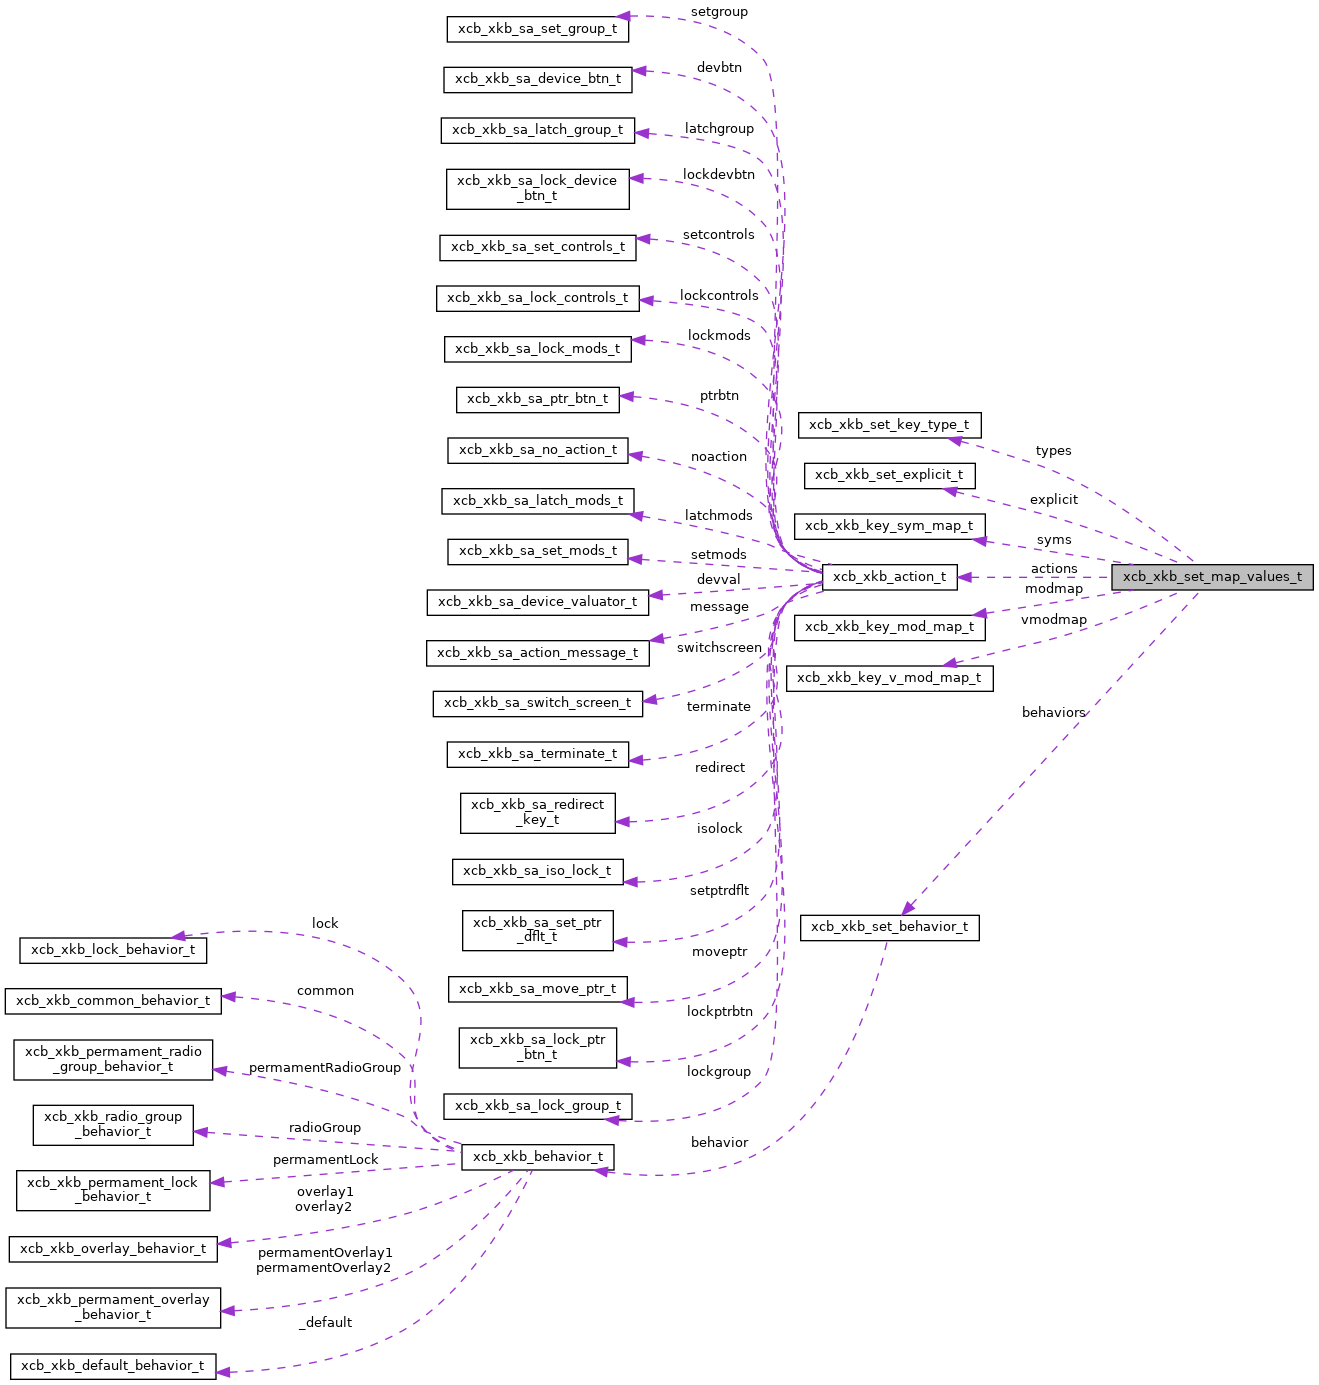 setgroup
xcb_xkb_sa_set_group_t
devbtn
xcb_xkb_sa_device_btn_t
latchgroup
xcb_xkb_sa_latch_group_t
lockdevbtn
xcb_xkb_sa_lock_device
_btn_t
setcontrols
xcb_xkb_sa_set_controls_t
lockcontrols
xcb_xkb_sa_lock_controls_t
lockmods
xcb_xkb_sa_lock_mods_t
ptrbtn
xcb_xkb_sa_ptr_btn_t
noaction
xcb_xkb_sa_no_action_t
latchmods
xcb_xkb_sa_latch_mods_t
setmods
xcb_xkb_sa_set_mods_t
devval
xcb_xkb_sa_device_valuator_t
message
xcb_xkb_sa_action_message_t
switchscreen
xcb_xkb_sa_switch_screen_t
terminate
xcb_xkb_sa_terminate_t
redirect
xcb_xkb_sa_redirect
_key_t
isolock
xcb_xkb_sa_iso_lock_t
setptrdflt
xcb_xkb_sa_set_ptr
_dflt_t
moveptr
xcb_xkb_sa_move_ptr_t
lockptrbtn
xcb_xkb_sa_lock_ptr
_btn_t
lockgroup
xcb_xkb_sa_lock_group_t
xcb_xkb_set_key_type_t
types
xcb_xkb_set_explicit_t
explicit
xcb_xkb_key_sym_map_t
syms
xcb_xkb_action_t
actions
xcb_xkb_set_map_values_t
modmap
xcb_xkb_key_mod_map_t
vmodmap
xcb_xkb_key_v_mod_map_t
behaviors
xcb_xkb_set_behavior_t
behavior
xcb_xkb_behavior_t
lock
xcb_xkb_lock_behavior_t
common
xcb_xkb_common_behavior_t
permamentRadioGroup
xcb_xkb_permament_radio
_group_behavior_t
radioGroup
xcb_xkb_radio_group
_behavior_t
permamentLock
xcb_xkb_permament_lock
_behavior_t
overlay1
overlay2
xcb_xkb_overlay_behavior_t
permamentOverlay1
permamentOverlay2
xcb_xkb_permament_overlay
_behavior_t
_default
xcb_xkb_default_behavior_t